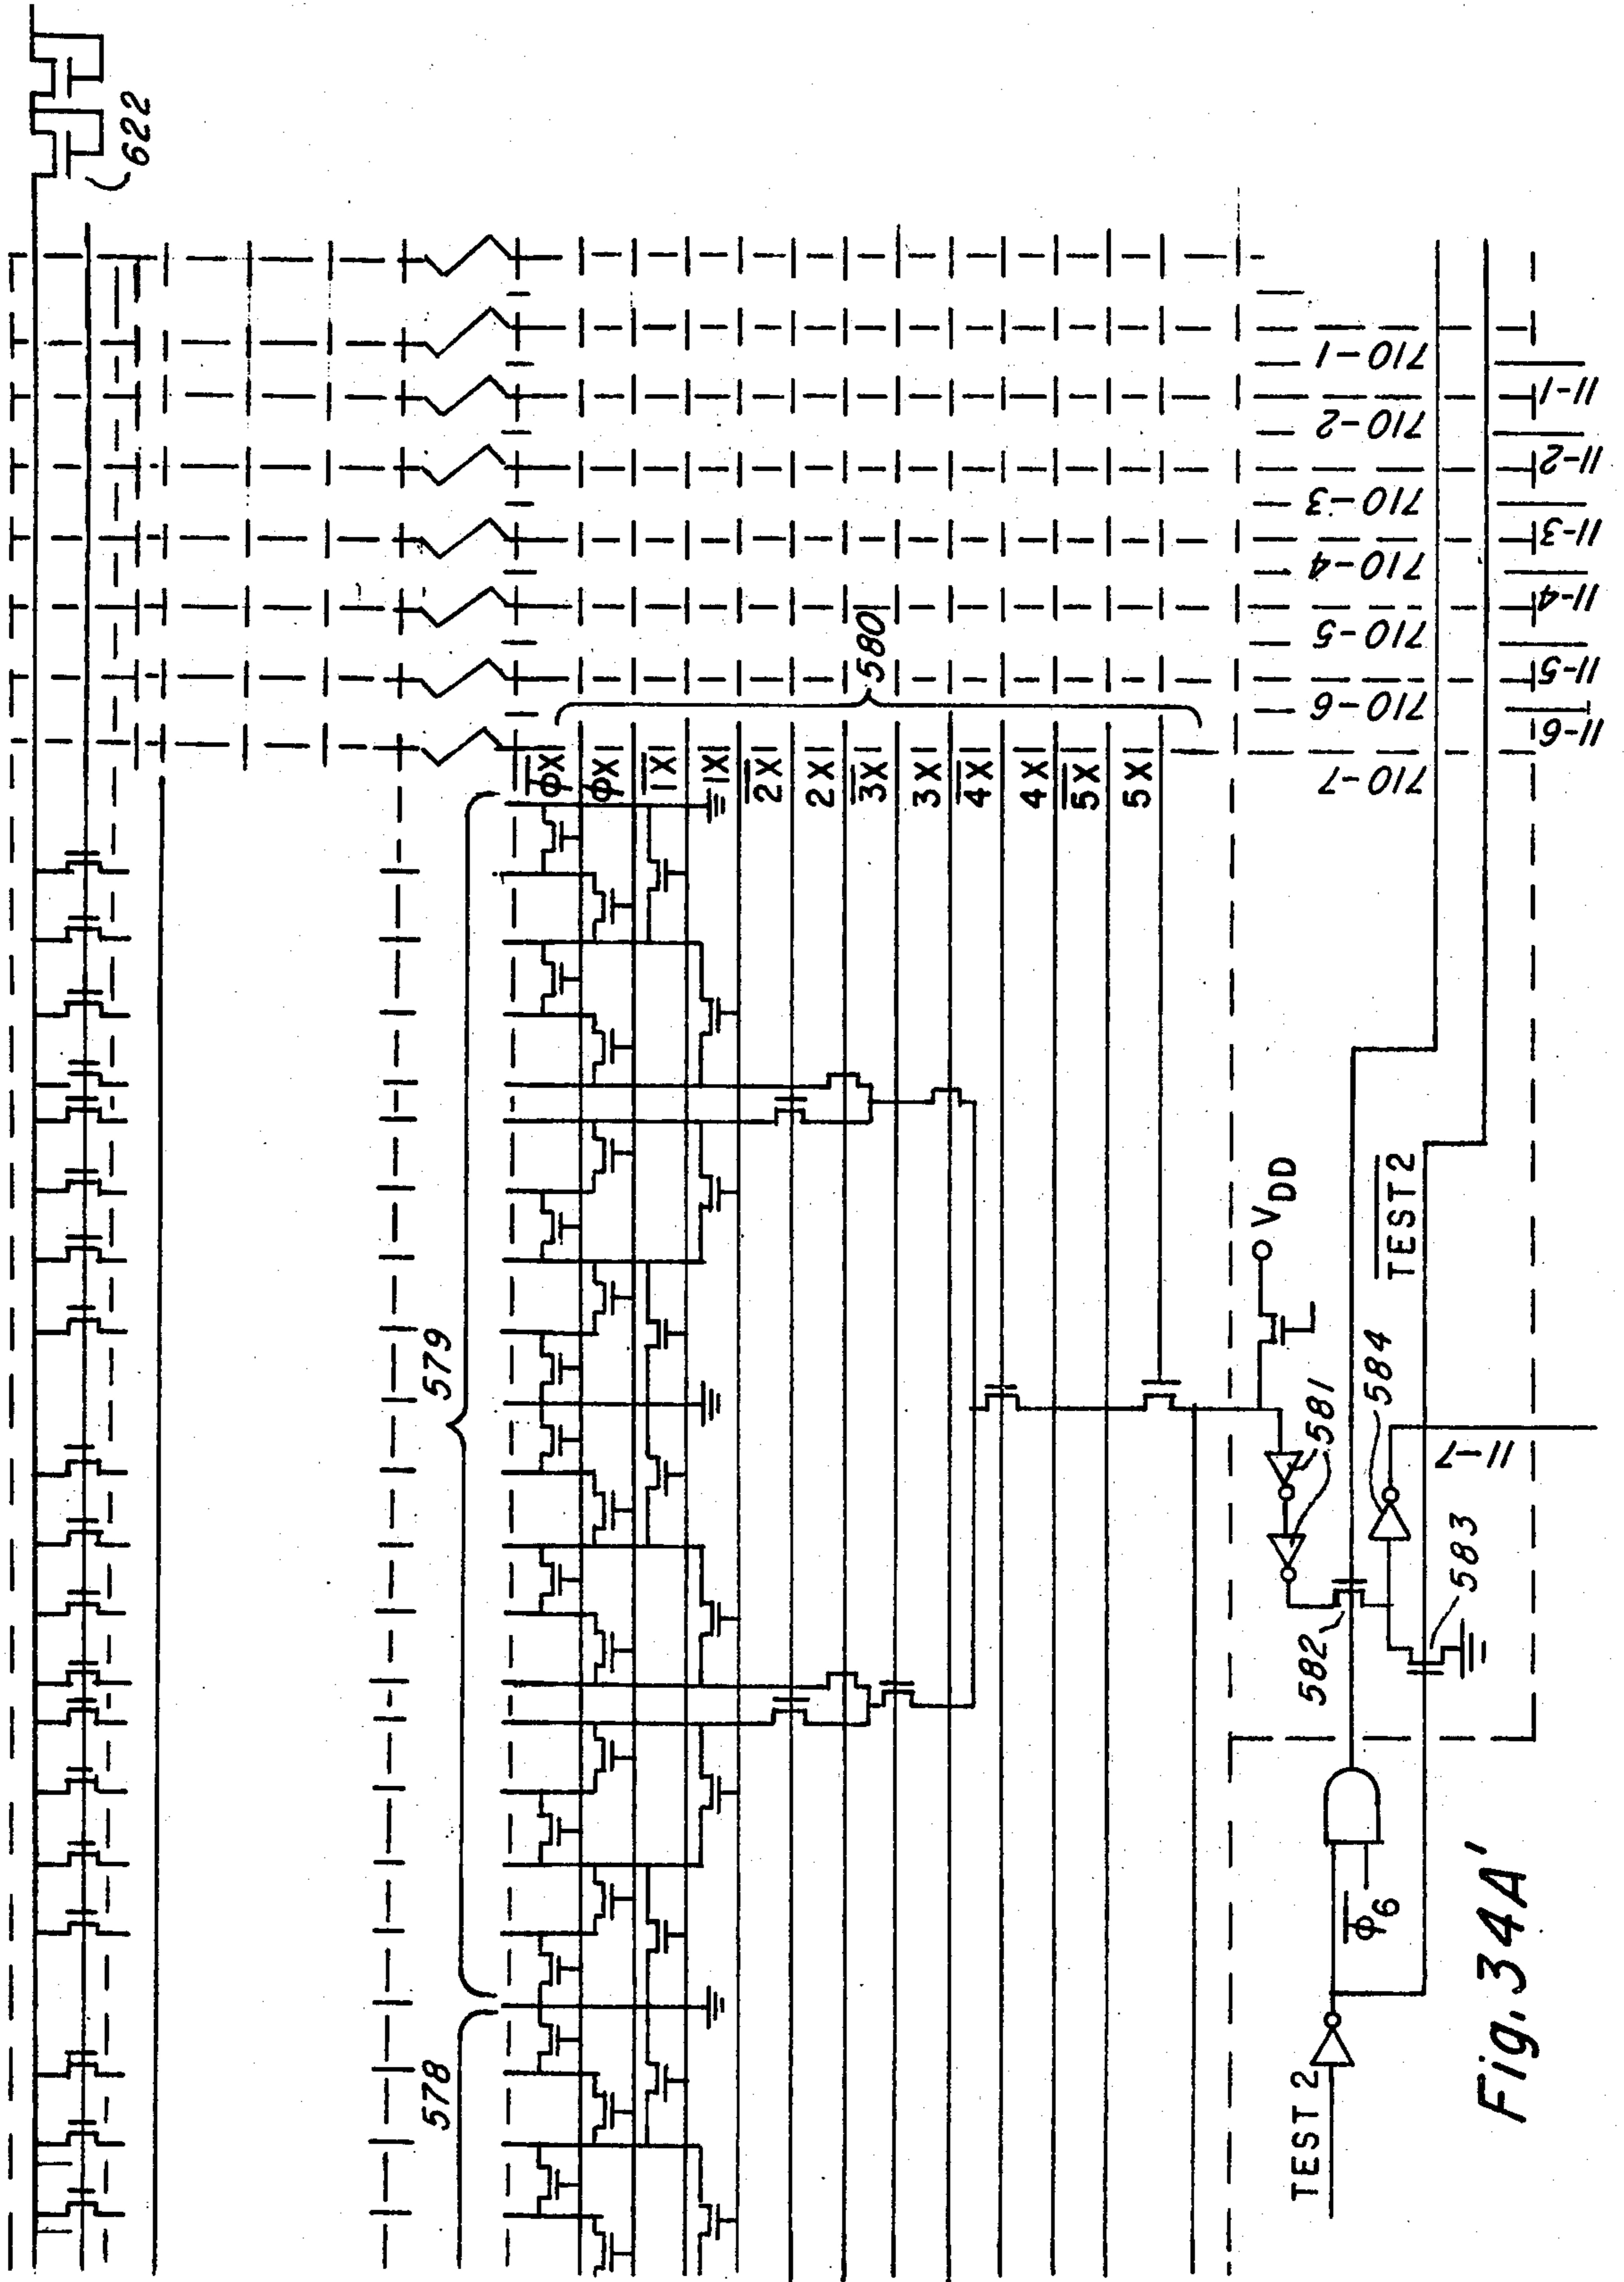 622
710-1
710-2
710-3
710-4
710-5
710-6
710-7
11-1
11-2
11-3
11-4
11-5
11-6
580
579
578
φX̅
φX
1X̅
1X
2X̅
2X
3X̅
3X
4X̅
4X
5X̅
5X
VDD
T̅E̅S̅T̅2̅
581
584
11-7
582
583
φ̅6
TEST 2
Fig. 34A'